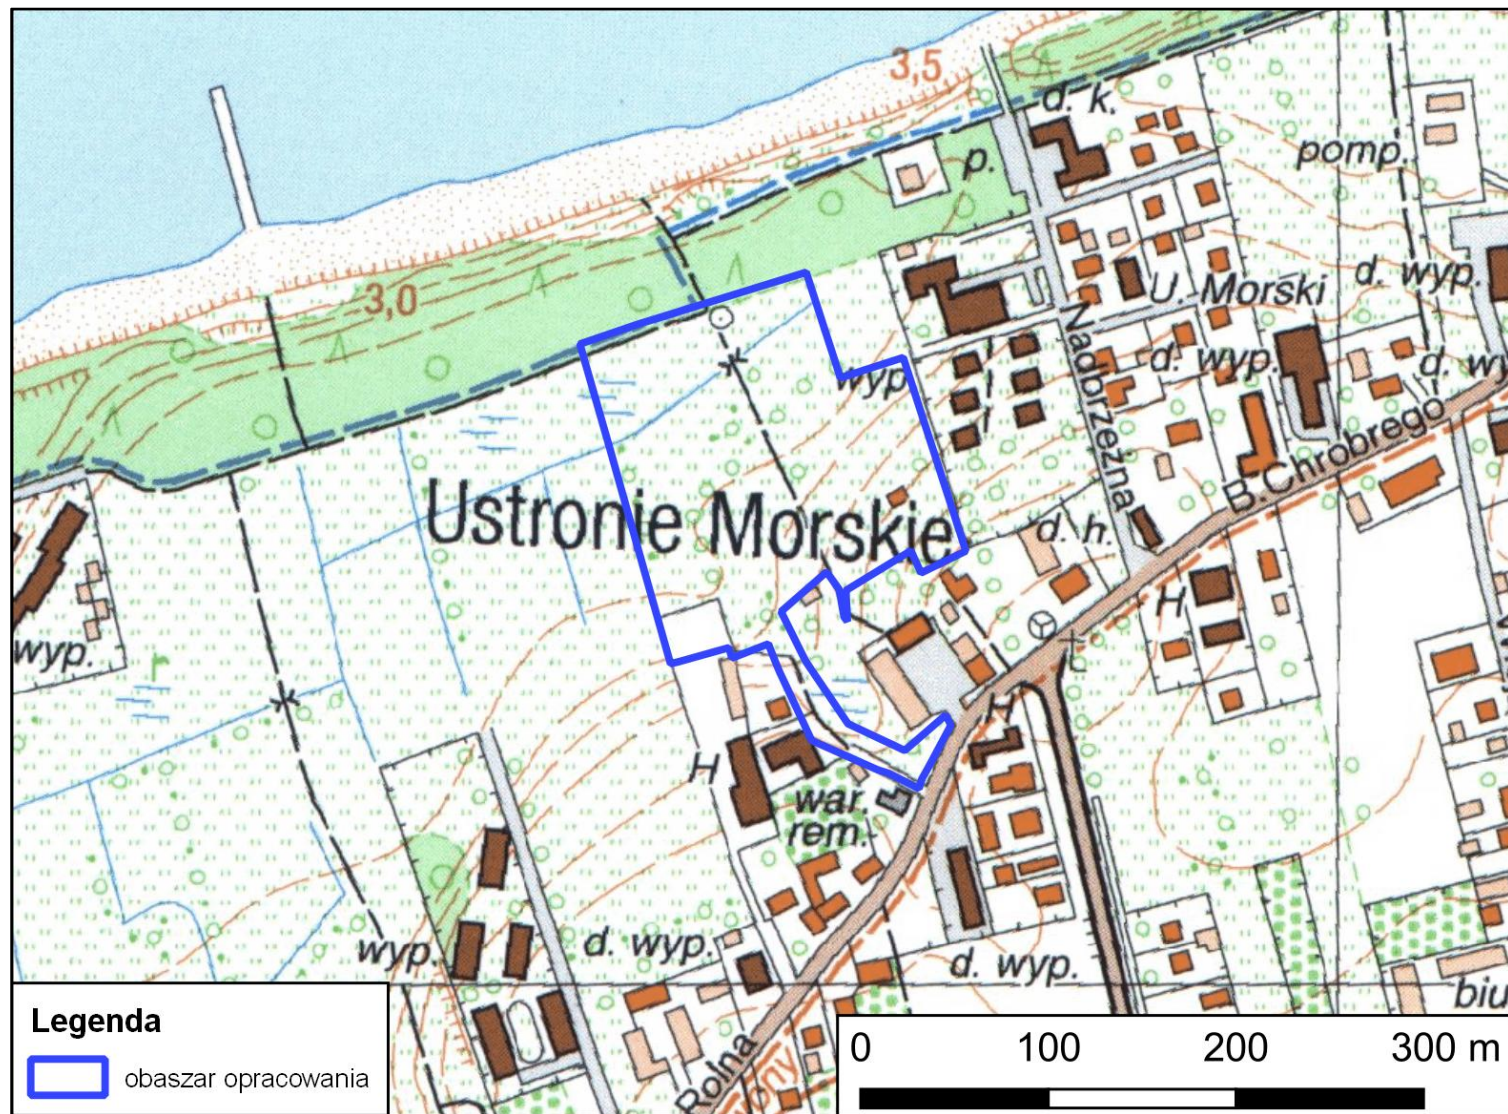 3,5
d. k.
p.
pomp.
3,0
U. Morski
d. wyp.
Nadbrzeżna
d. wyp.
d. wy
wyp.
B.Chrobrego
Ustronie Morskie
d. h.
H
wyp.
H
H
war.
rem.
wyp.
d. wyp.
d. wyp.
biu
Rolna
Legenda
obaszar opracowania
0 100 200 300 m